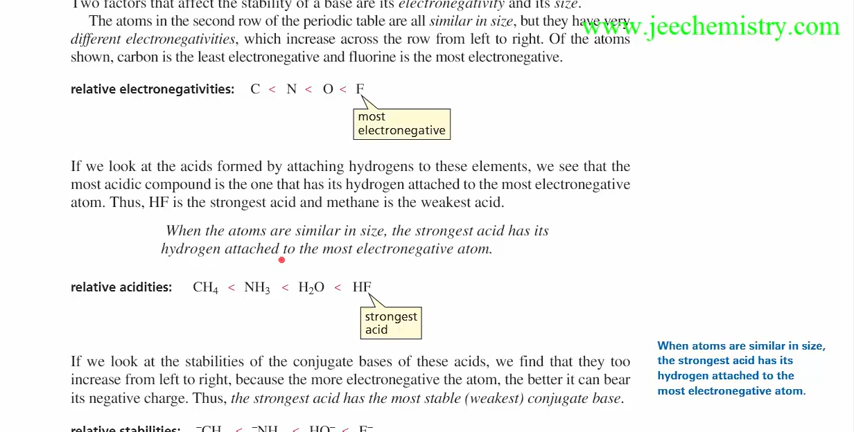 Two factors that affect the stability of a base are its electronegativity and its size.
The atoms in the second row of the periodic table are all similar in size, but they have very
www.jeechemistry.com
different electronegativities, which increase across the row from left to right. Of the atoms
shown, carbon is the least electronegative and fluorine is the most electronegative.
relative electronegativities: C < N < O < F
most
electronegative
If we look at the acids formed by attaching hydrogens to these elements, we see that the
most acidic compound is the one that has its hydrogen attached to the most electronegative
atom. Thus, HF is the strongest acid and methane is the weakest acid.
When the atoms are similar in size, the strongest acid has its
hydrogen attached to the most electronegative atom.
relative acidities: CH₄ < NH₃ < H₂O < HF
strongest
acid
If we look at the stabilities of the conjugate bases of these acids, we find that they too
increase from left to right, because the more electronegative the atom, the better it can bear
its negative charge. Thus, the strongest acid has the most stable (weakest) conjugate base.
When atoms are similar in size,
the strongest acid has its
hydrogen attached to the
most electronegative atom.
relative stabilities: ⁻CH < ⁻NH < HO⁻ < F⁻